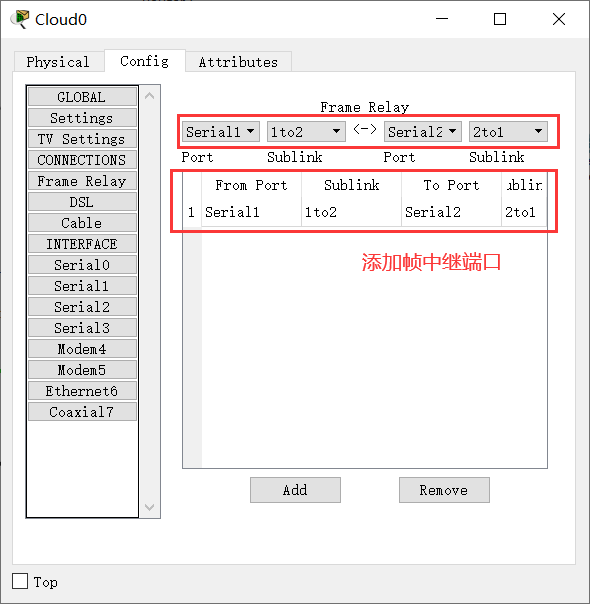 Cloud0
Physical Config Attributes
GLOBAL
Settings
TV Settings
CONNECTIONS
Frame Relay
DSL
Cable
INTERFACE
Serial0
Serial1
Serial2
Serial3
Modem4
Modem5
Ethernet6
Coaxial7
Frame Relay
Serial1 1to2 <-> Serial2 2to1
Port Sublink Port Sublink
From Port Sublink To Port ublin
1 Serial1 1to2 Serial2 2to1
添加帧中继端口
Add Remove
Top